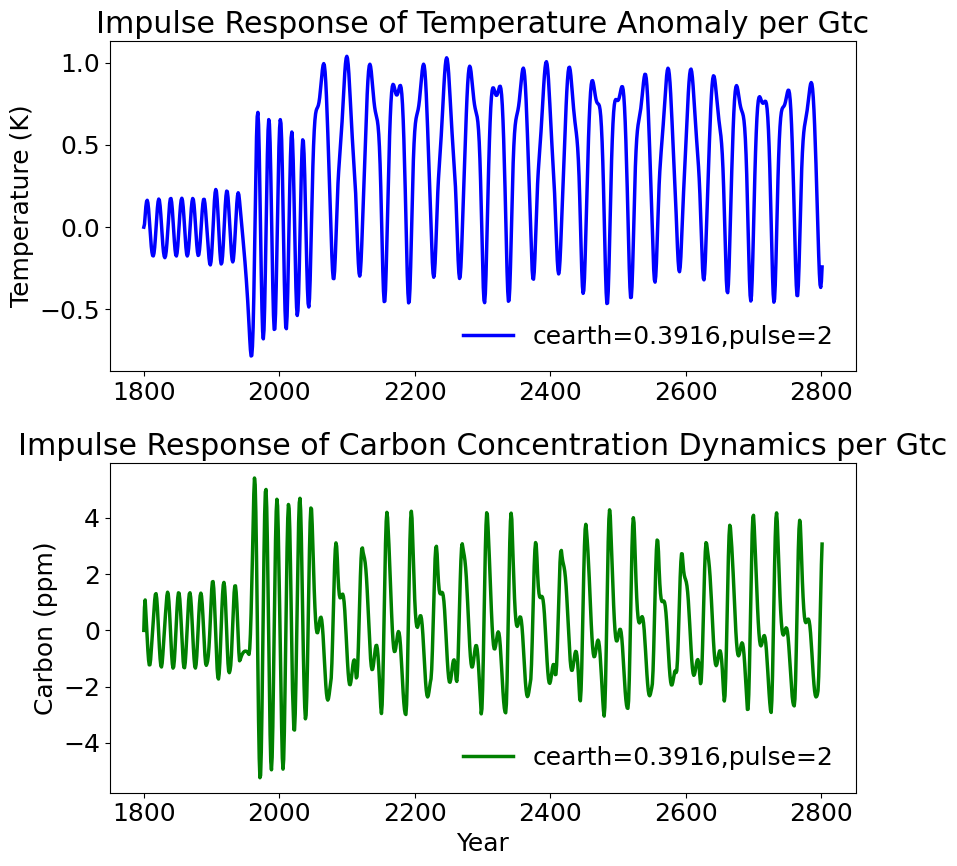 Impulse Response of Temperature Anomaly per Gtc
1.0
0.5
0.0
−0.5
Temperature (K)
cearth=0.3916,pulse=2
1800 2000 2200 2400 2600 2800
Impulse Response of Carbon Concentration Dynamics per Gtc
4
2
0
−2
−4
Carbon (ppm)
cearth=0.3916,pulse=2
1800 2000 2200 2400 2600 2800
Year